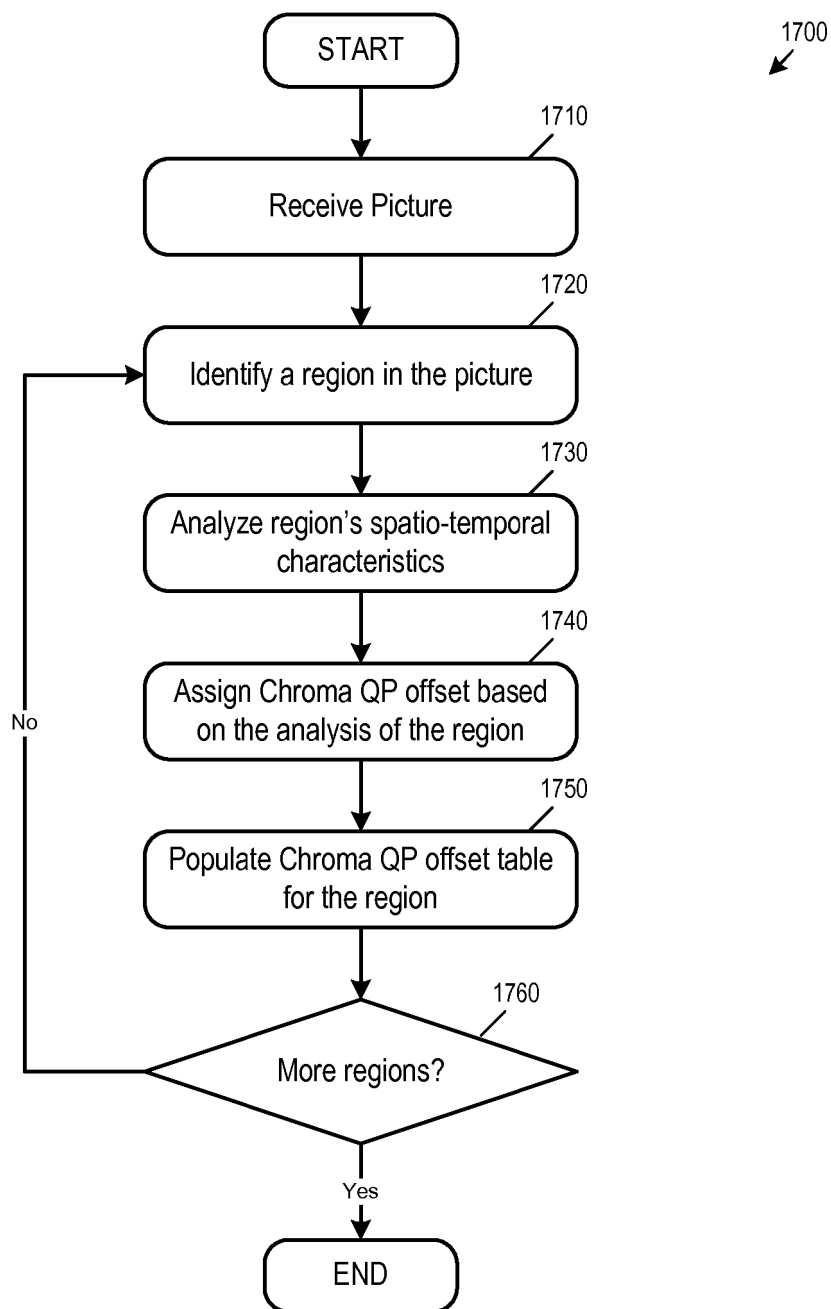 1700
START
1710
Receive Picture
1720
Identify a region in the picture
1730
Analyze region's spatio-temporal
characteristics
1740
Assign Chroma QP offset based
on the analysis of the region
No
1750
Populate Chroma QP offset table
for the region
1760
More regions?
Yes
END